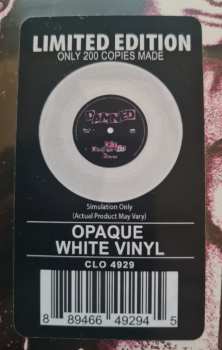 LIMITED EDITION
ONLY 200 COPIES MADE
DAMNED
Simulation Only
(Actual Product May Vary)
OPAQUE
WHITE VINYL
CLO 4929
8 89466 49294 5